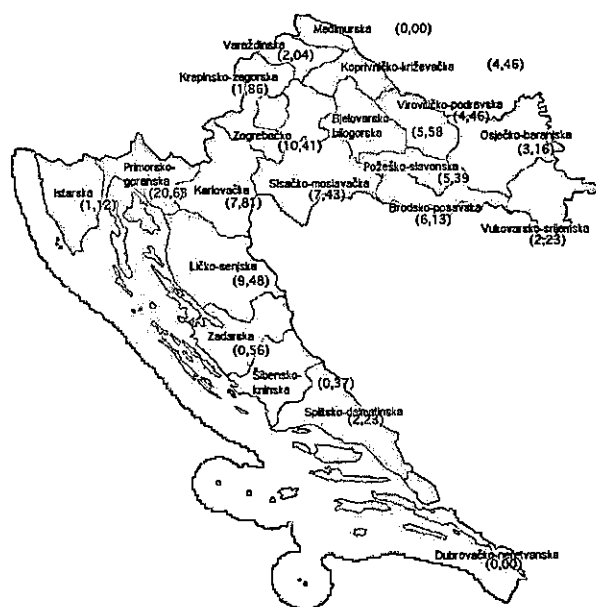 Međimurska (0,00)
Varaždinska
(2,04)
Koprivničko-križevačka (4,46)
Krapinsko-zagorska
(1,86)
Virovitičko-podravska
(4,46)
Bjelovarsko-
bilogorska (5,58
Osječko-baranjska
(3,16)
Zagrebačko
(10,41)
Primorsko-
goranska
(20,63
Požeško-slavonska
(5,39
Istarska
(1,12)
Karlovačka
(7,81)
Sisačko-moslavačka
(7,43)
Brodsko-posavska
(6,13)
Vukovarsko-srijemska
(2,23)
Ličko-senjska
(9,48)
Zadarska
(0,56)
Šibensko-
kninska
(0,37)
Splitsko-dalmatinska
(2,23)
Dubrovačko-neretvanska
(0,00)